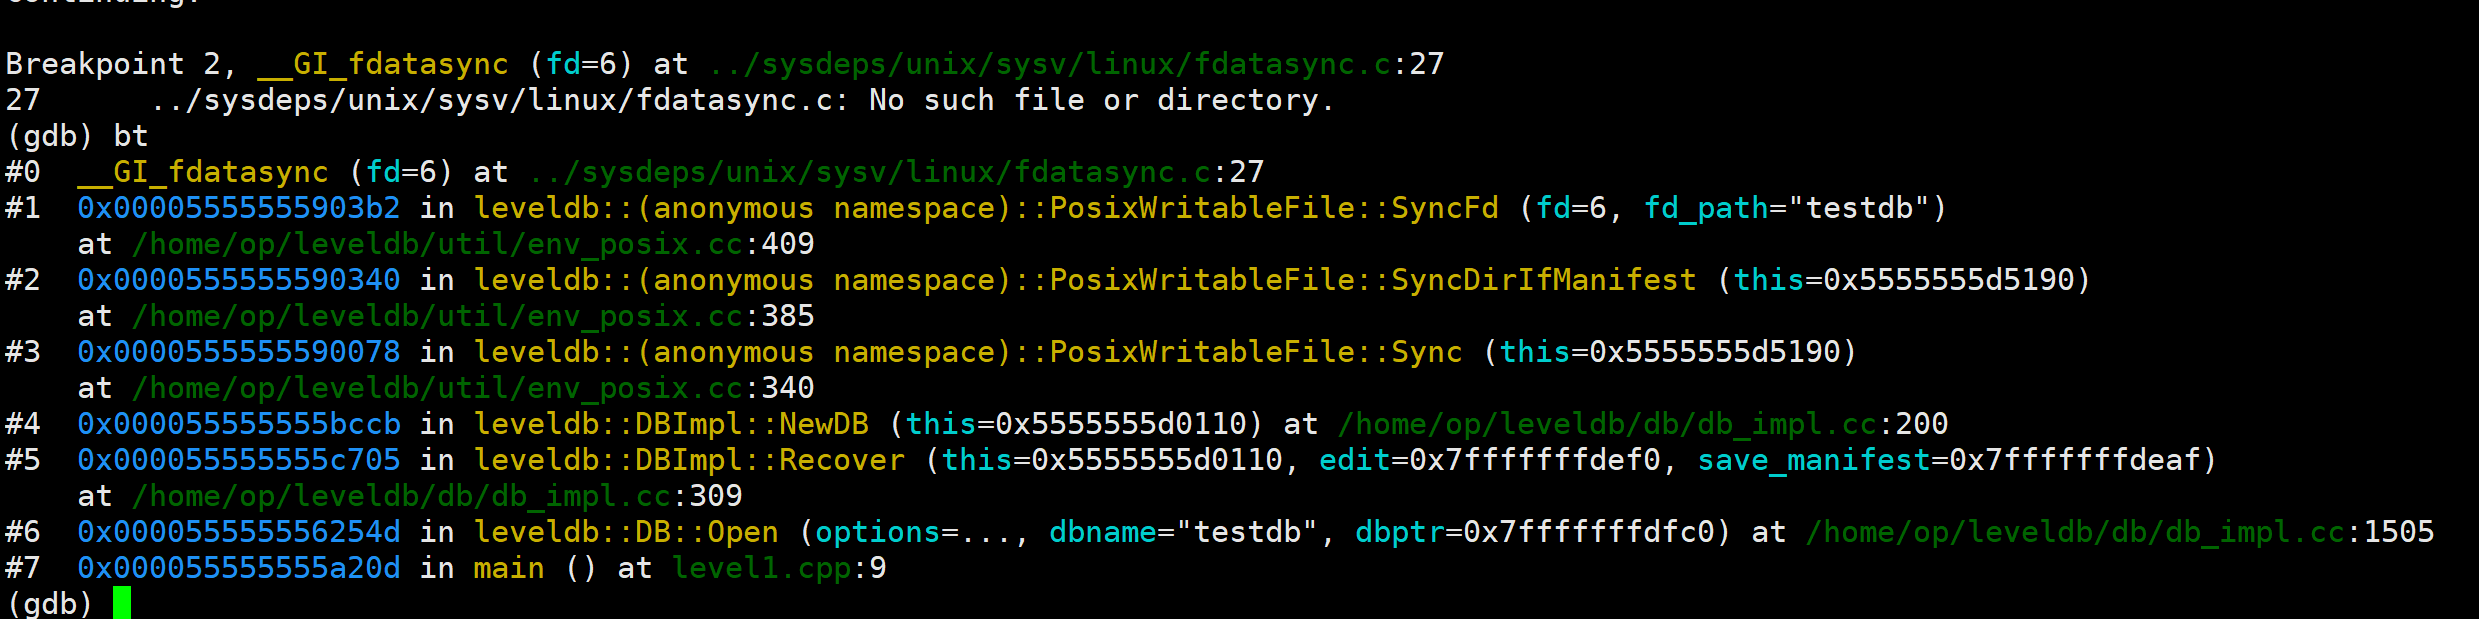 continuing.
Breakpoint 2, __GI_fdatasync (fd=6) at ../sysdeps/unix/sysv/linux/fdatasync.c:27
27      ../sysdeps/unix/sysv/linux/fdatasync.c: No such file or directory.
(gdb) bt
#0  __GI_fdatasync (fd=6) at ../sysdeps/unix/sysv/linux/fdatasync.c:27
#1  0x00005555555903b2 in leveldb::(anonymous namespace)::PosixWritableFile::SyncFd (fd=6, fd_path="testdb")
    at /home/op/leveldb/util/env_posix.cc:409
#2  0x0000555555590340 in leveldb::(anonymous namespace)::PosixWritableFile::SyncDirIfManifest (this=0x5555555d5190)
    at /home/op/leveldb/util/env_posix.cc:385
#3  0x0000555555590078 in leveldb::(anonymous namespace)::PosixWritableFile::Sync (this=0x5555555d5190)
    at /home/op/leveldb/util/env_posix.cc:340
#4  0x000055555555bccb in leveldb::DBImpl::NewDB (this=0x5555555d0110) at /home/op/leveldb/db/db_impl.cc:200
#5  0x000055555555c705 in leveldb::DBImpl::Recover (this=0x5555555d0110, edit=0x7fffffffdef0, save_manifest=0x7fffffffdeaf)
    at /home/op/leveldb/db/db_impl.cc:309
#6  0x000055555556254d in leveldb::DB::Open (options=..., dbname="testdb", dbptr=0x7fffffffdfc0) at /home/op/leveldb/db/db_impl.cc:1505
#7  0x000055555555a20d in main () at level1.cpp:9
(gdb)